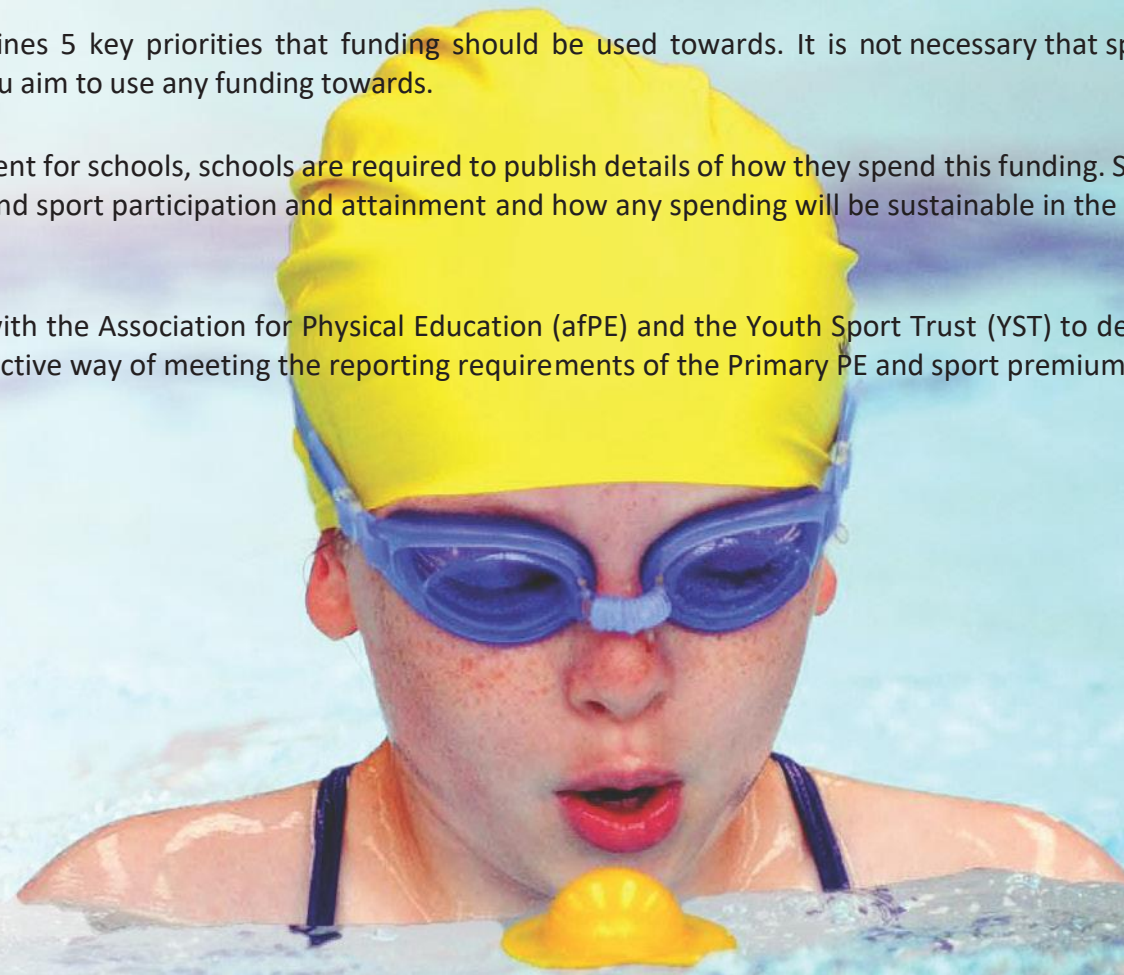 ines 5 key priorities that funding should be used towards. It is not necessary that sp
u aim to use any funding towards.
ent for schools, schools are required to publish details of how they spend this funding. S
nd sport participation and attainment and how any spending will be sustainable in the
with the Association for Physical Education (afPE) and the Youth Sport Trust (YST) to de
ctive way of meeting the reporting requirements of the Primary PE and sport premium